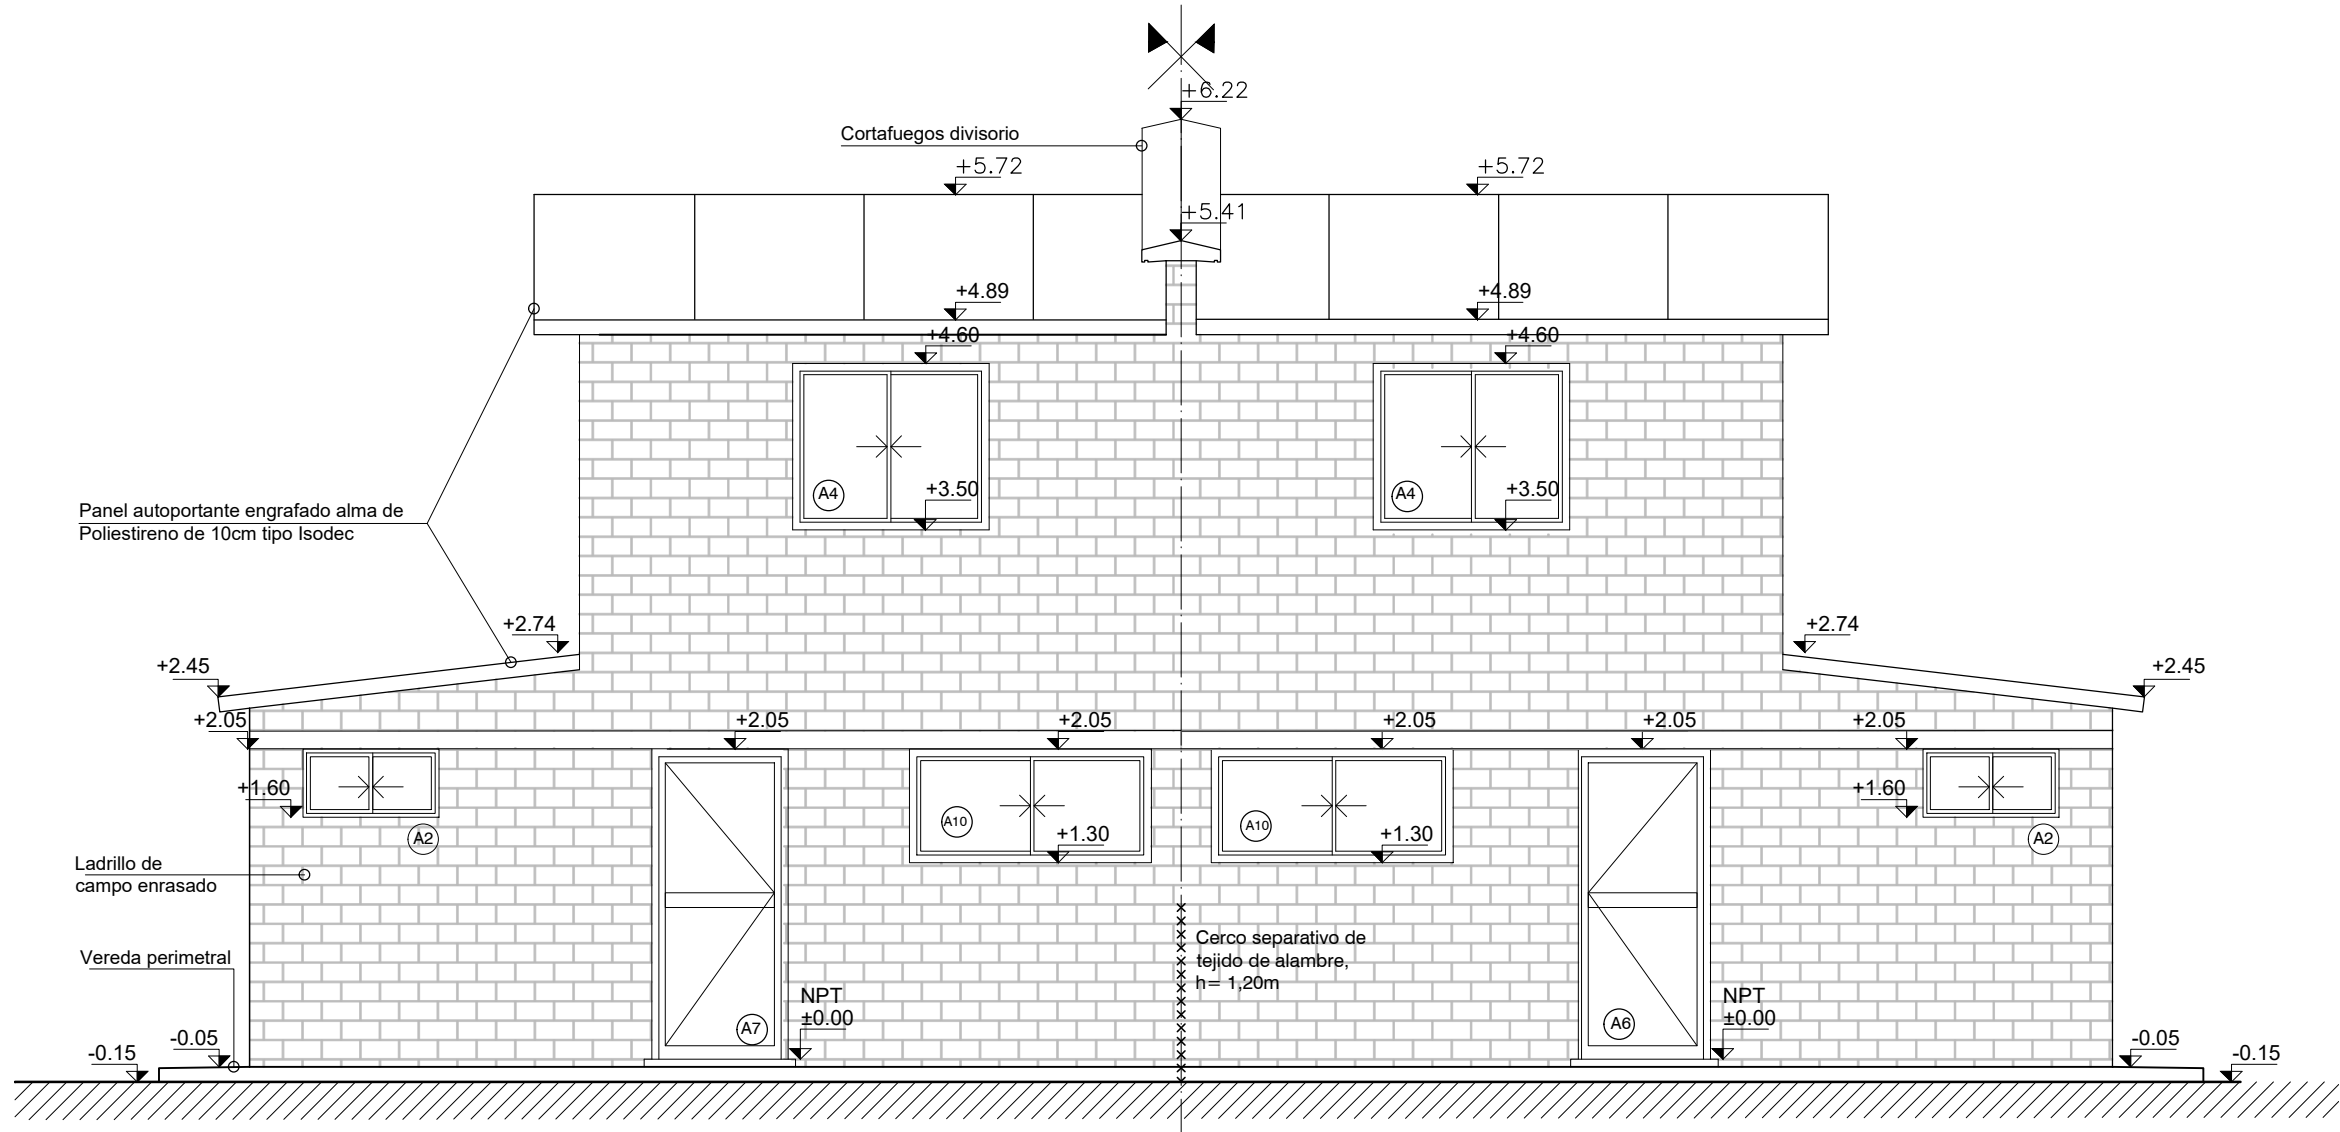 +6.22
Cortafuegos divisorio
+5.72
+5.72
+5.41
+4.89
+4.89
+4.60
+4.60
A4
+3.50
A4
+3.50
Panel autoportante engrafado alma de
Poliestireno de 10cm tipo Isodec
+2.74
+2.74
+2.45
+2.45
+2.05
+2.05
+2.05
+2.05
+2.05
+2.05
+1.60
+1.60
A10
A10
+1.30
+1.30
A2
A2
Ladrillo de
campo enrasado
Cerco separativo de
tejido de alambre,
h= 1,20m
Vereda perimetral
NPT
±0.00
NPT
±0.00
A7
A6
-0.05
-0.05
-0.15
-0.15